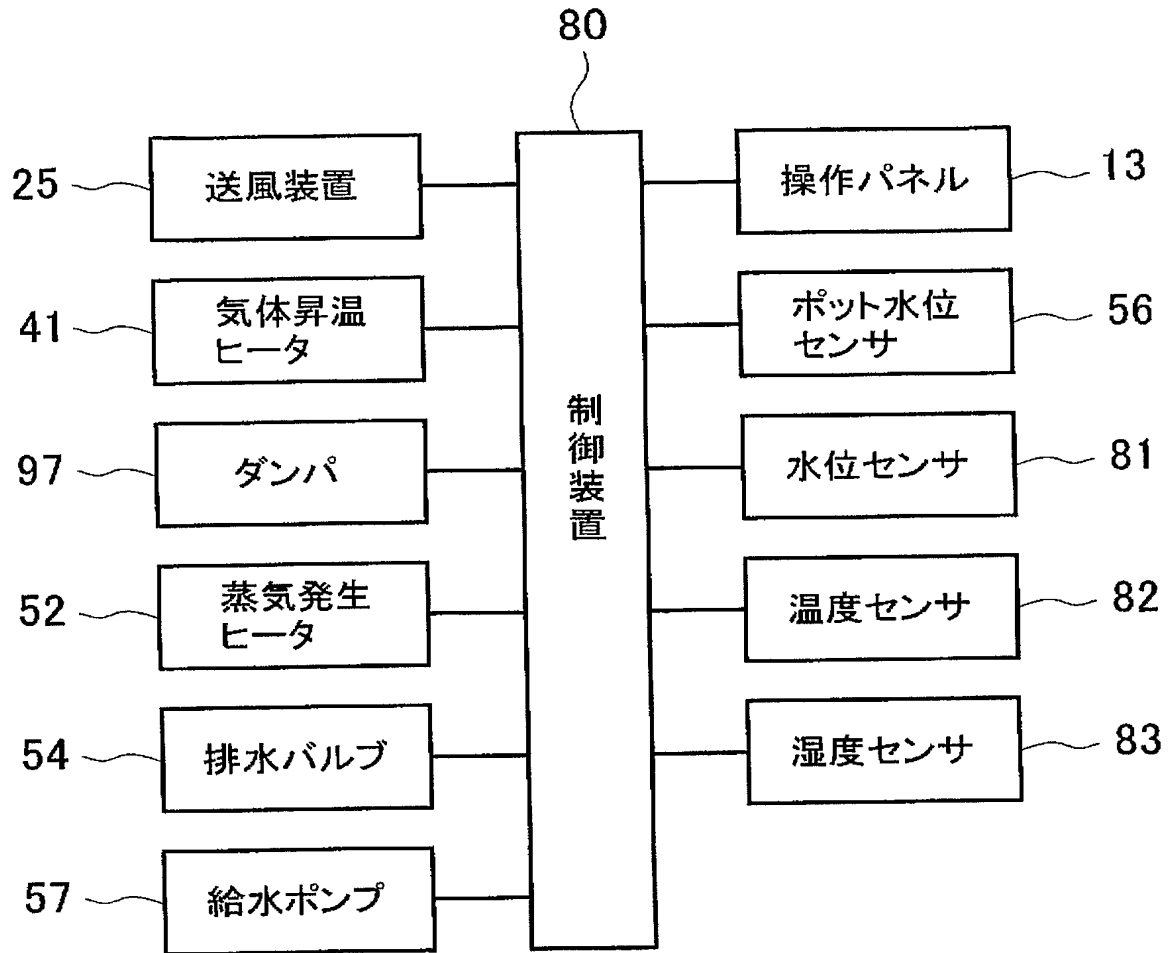 80
25
送風装置
操作パネル
13
41
気体昇温
ヒータ
ポット水位
センサ
56
制御装置
97
ダンパ
水位センサ
81
52
蒸気発生
ヒータ
温度センサ
82
54
排水バルブ
湿度センサ
83
57
給水ポンプ